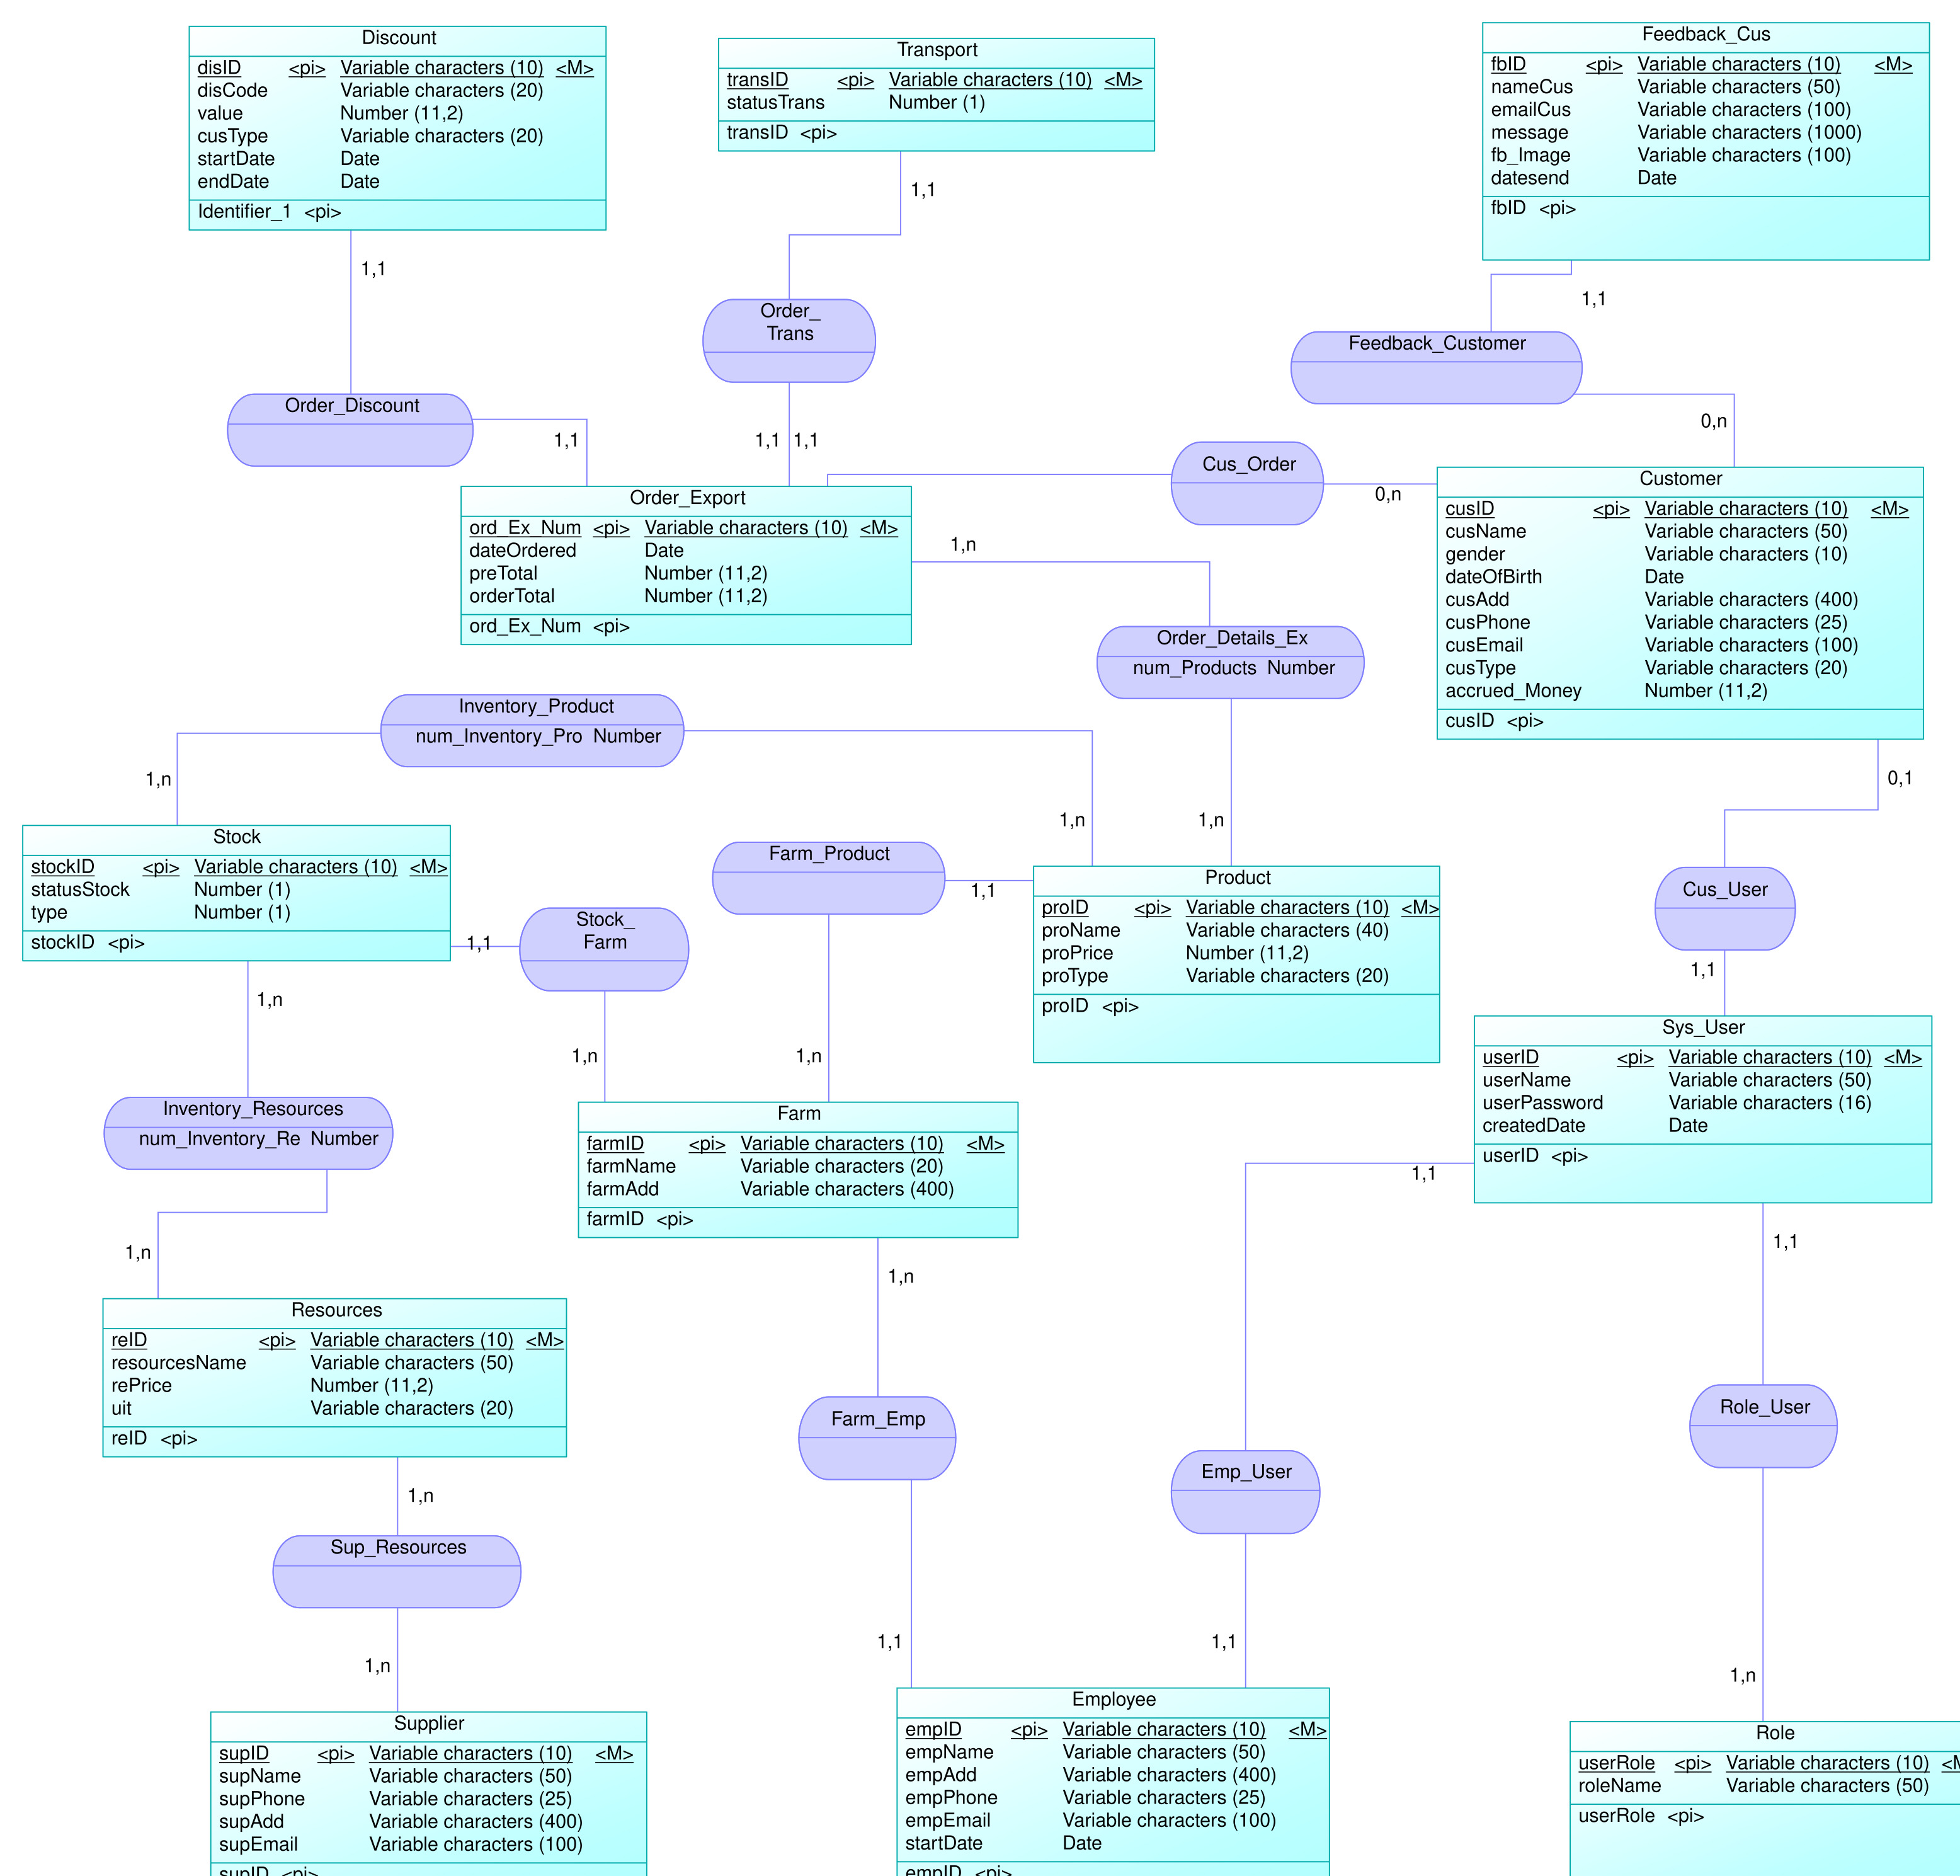 Discount
disID <pi> Variable characters (10) <M>
disCode Variable characters (20)
value Number (11,2)
cusType Variable characters (20)
startDate Date
endDate Date
Identifier_1 <pi>
1,1
Transport
transID <pi> Variable characters (10) <M>
statusTrans Number (1)
transID <pi>
1,1
Feedback_Cus
fbID <pi> Variable characters (10) <M>
nameCus Variable characters (50)
emailCus Variable characters (100)
message Variable characters (1000)
fb_Image Variable characters (100)
datesend Date
fbID <pi>
1,1
Order_
Trans
Feedback_Customer
Order_Discount
1,1
1,1
1,1
0,n
Cus_Order
0,n
Order_Export
ord_Ex_Num <pi> Variable characters (10) <M>
dateOrdered Date
preTotal Number (11,2)
orderTotal Number (11,2)
ord_Ex_Num <pi>
1,n
Customer
cusID <pi> Variable characters (10) <M>
cusName Variable characters (50)
gender Variable characters (10)
dateOfBirth Date
cusAdd Variable characters (400)
cusPhone Variable characters (25)
cusEmail Variable characters (100)
cusType Variable characters (20)
accrued_Money Number (11,2)
cusID <pi>
0,1
Order_Details_Ex
num_Products Number
Inventory_Product
num_Inventory_Pro Number
1,n
1,n
1,n
Stock
stockID <pi> Variable characters (10) <M>
statusStock Number (1)
type Number (1)
stockID <pi>
1,1
1,n
Stock_
Farm
Farm_Product
1,1
Product
proID <pi> Variable characters (10) <M>
proName Variable characters (40)
proPrice Number (11,2)
proType Variable characters (20)
proID <pi>
Cus_User
1,1
1,n
1,n
Sys_User
userID <pi> Variable characters (10) <M>
userName Variable characters (50)
userPassword Variable characters (16)
createdDate Date
userID <pi>
1,1
1,1
Inventory_Resources
num_Inventory_Re Number
1,n
Farm
farmID <pi> Variable characters (10) <M>
farmName Variable characters (20)
farmAdd Variable characters (400)
farmID <pi>
1,n
Resources
reID <pi> Variable characters (10) <M>
resourcesName Variable characters (50)
rePrice Number (11,2)
uit Variable characters (20)
reID <pi>
1,n
Farm_Emp
Emp_User
Role_User
Sup_Resources
1,n
1,1
1,1
1,n
Supplier
supID <pi> Variable characters (10) <M>
supName Variable characters (50)
supPhone Variable characters (25)
supAdd Variable characters (400)
supEmail Variable characters (100)
supID <pi>
Employee
empID <pi> Variable characters (10) <M>
empName Variable characters (50)
empAdd Variable characters (400)
empPhone Variable characters (25)
empEmail Variable characters (100)
startDate Date
empID <pi>
Role
userRole <pi> Variable characters (10)
roleName Variable characters (50)
userRole <pi>